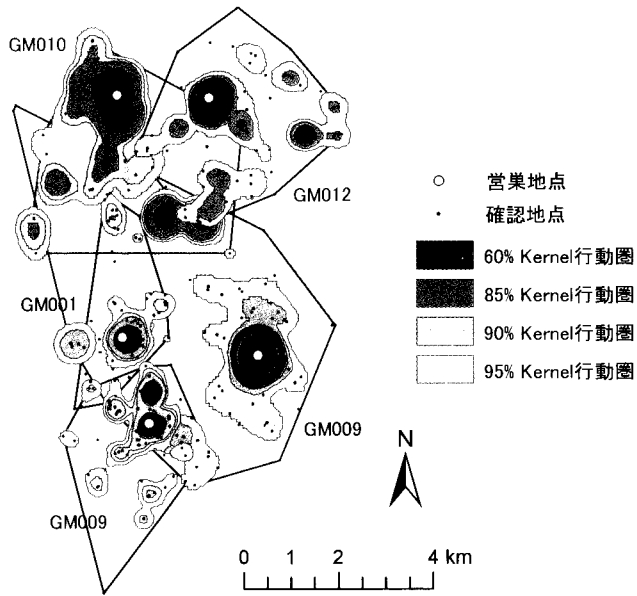 GM010
GM012
GM001
GM009
GM009
営巣地点
確認地点
60% Kernel行動圏
85% Kernel行動圏
90% Kernel行動圏
95% Kernel行動圏
N
0 1 2 4 km